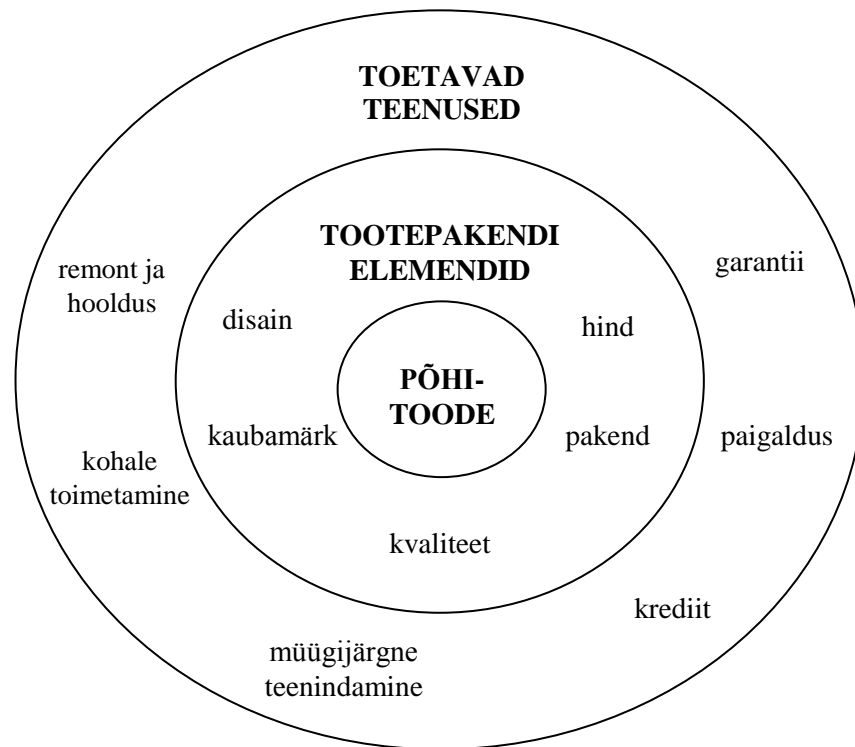 TOETAVAD
TEENUSED
TOOTEPAKENDI
ELEMENDID
remont ja
hooldus
garantii
disain
hind
PÕHI-
TOODE
kaubamärk
pakend
paigaldus
kohale
toimetamine
kvaliteet
krediit
müügijärgne
teenindamine